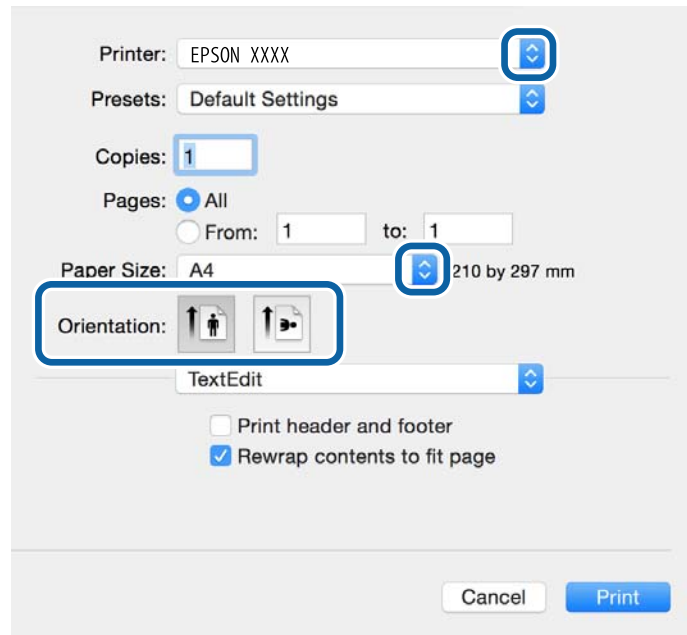 Printer: EPSON XXXX
Presets: Default Settings
Copies: 1
Pages: All
From: 1 to: 1
Paper Size: A4 210 by 297 mm
Orientation:
TextEdit
Print header and footer
Rewrap contents to fit page
Cancel Print